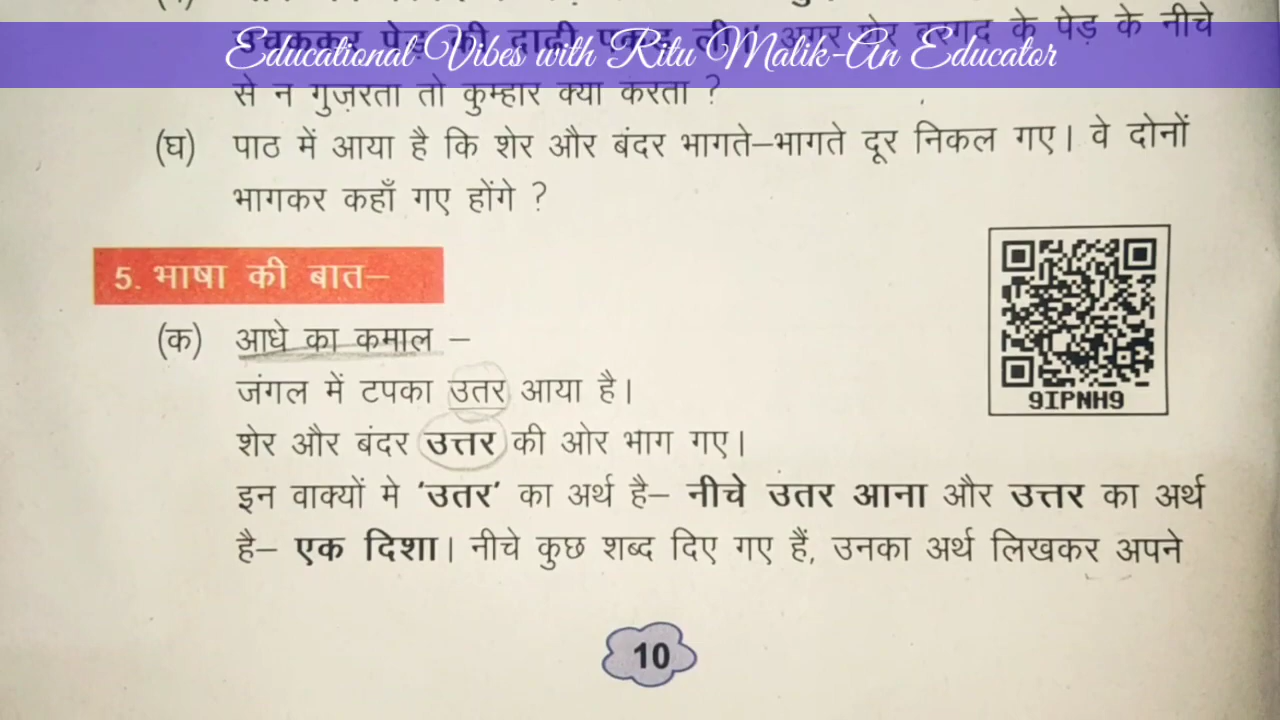 Educational Vibes with Ritu Malik-An Educator
के पेड़ के नीचे
से न गुज़रता तो कुम्हार क्या करता ?
(घ) पाठ में आया है कि शेर और बंदर भागते–भागते दूर निकल गए। वे दोनों
भागकर कहाँ गए होंगे ?
5. भाषा की बात–
(क) आधे का कमाल –
जंगल में टपका उतर आया है।
शेर और बंदर उत्तर की ओर भाग गए।
इन वाक्यों मे 'उतर' का अर्थ है– नीचे उतर आना और उत्तर का अर्थ
है– एक दिशा। नीचे कुछ शब्द दिए गए हैं, उनका अर्थ लिखकर अपने
9IPNH9
10